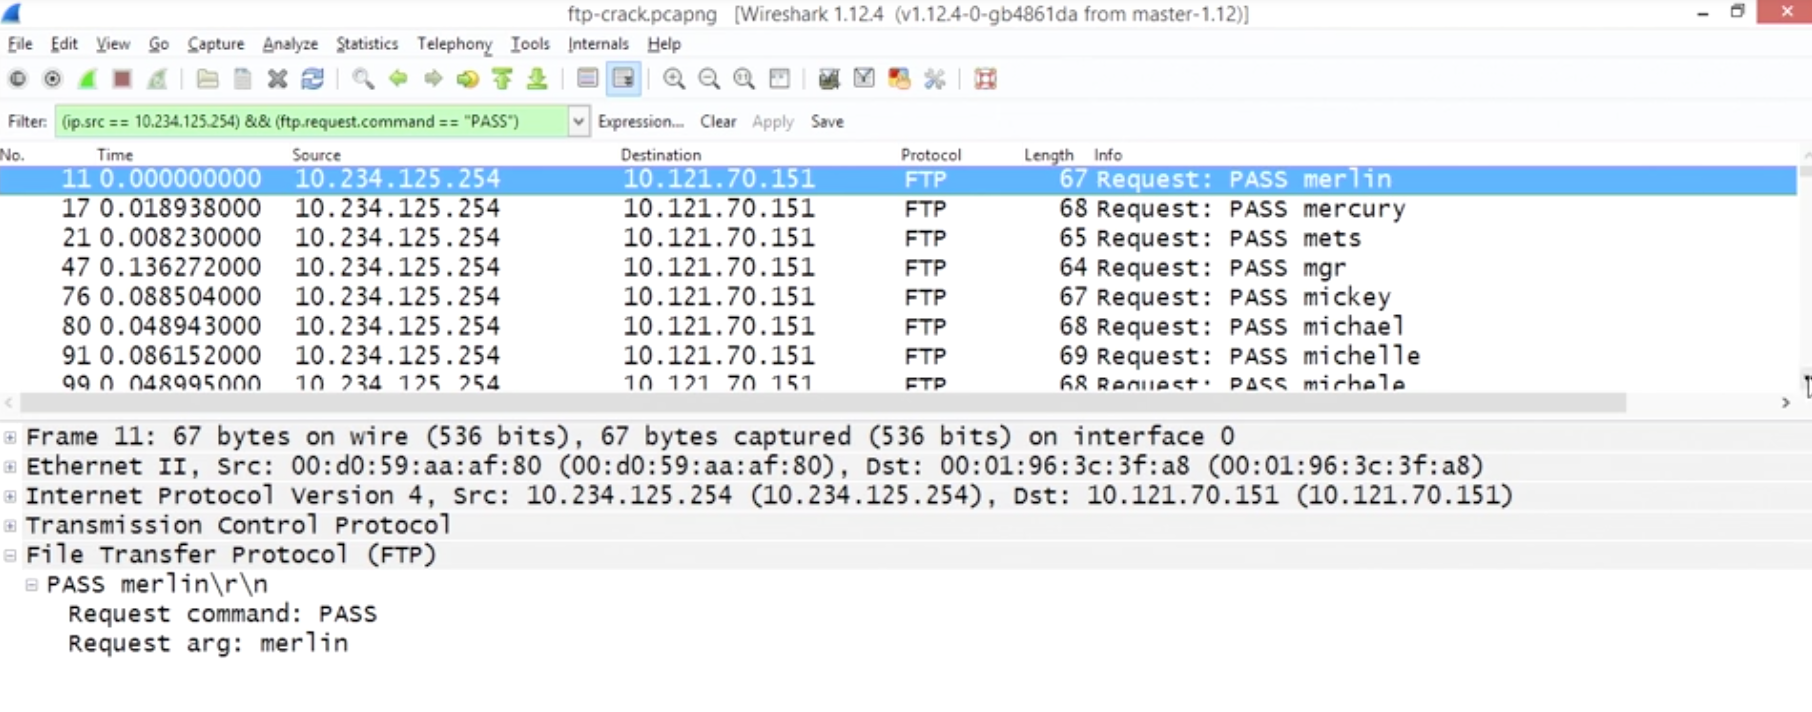 ftp-crack.pcapng [Wireshark 1.12.4 (v1.12.4-0-gb4861da from master-1.12)]
File Edit View Go Capture Analyze Statistics Telephony Tools Internals Help
Filter: (ip.src == 10.234.125.254) && (ftp.request.command == "PASS") Expression... Clear Apply Save
No. Time Source Destination Protocol Length Info
11 0.000000000 10.234.125.254 10.121.70.151 FTP 67 Request: PASS merlin
17 0.018938000 10.234.125.254 10.121.70.151 FTP 68 Request: PASS mercury
21 0.008230000 10.234.125.254 10.121.70.151 FTP 65 Request: PASS mets
47 0.136272000 10.234.125.254 10.121.70.151 FTP 64 Request: PASS mgr
76 0.088504000 10.234.125.254 10.121.70.151 FTP 67 Request: PASS mickey
80 0.048943000 10.234.125.254 10.121.70.151 FTP 68 Request: PASS michael
91 0.086152000 10.234.125.254 10.121.70.151 FTP 69 Request: PASS michelle
99 0.048995000 10.234.125.254 10.121.70.151 FTP 68 Request: PASS michele
Frame 11: 67 bytes on wire (536 bits), 67 bytes captured (536 bits) on interface 0
Ethernet II, Src: 00:d0:59:aa:af:80 (00:d0:59:aa:af:80), Dst: 00:01:96:3c:3f:a8 (00:01:96:3c:3f:a8)
Internet Protocol Version 4, Src: 10.234.125.254 (10.234.125.254), Dst: 10.121.70.151 (10.121.70.151)
Transmission Control Protocol
File Transfer Protocol (FTP)
PASS merlin\r\n
Request command: PASS
Request arg: merlin